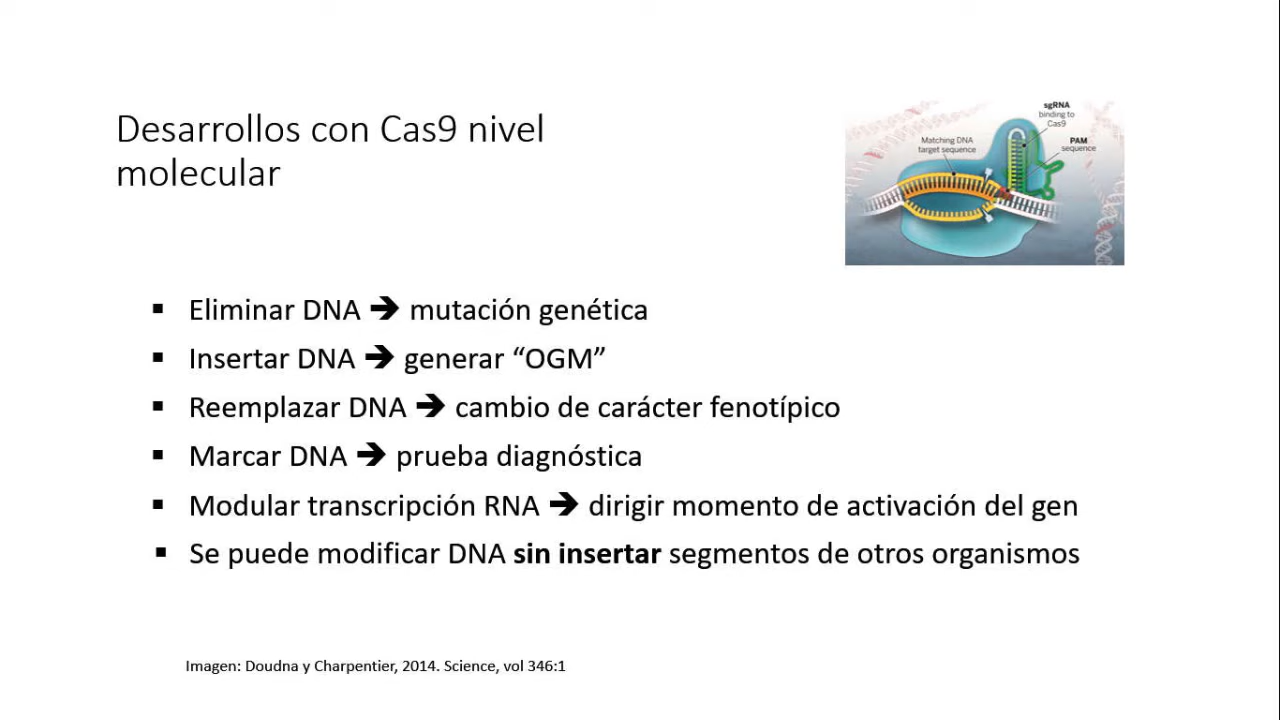 Desarrollos con Cas9 nivel
molecular
sgRNA
binding to
Cas9
Matching DNA
target sequence
PAM
sequence
▪ Eliminar DNA 🡺 mutación genética
▪ Insertar DNA 🡺 generar “OGM”
▪ Reemplazar DNA 🡺 cambio de carácter fenotípico
▪ Marcar DNA 🡺 prueba diagnóstica
▪ Modular transcripción RNA 🡺 dirigir momento de activación del gen
▪ Se puede modificar DNA sin insertar segmentos de otros organismos
Imagen: Doudna y Charpentier, 2014. Science, vol 346:1